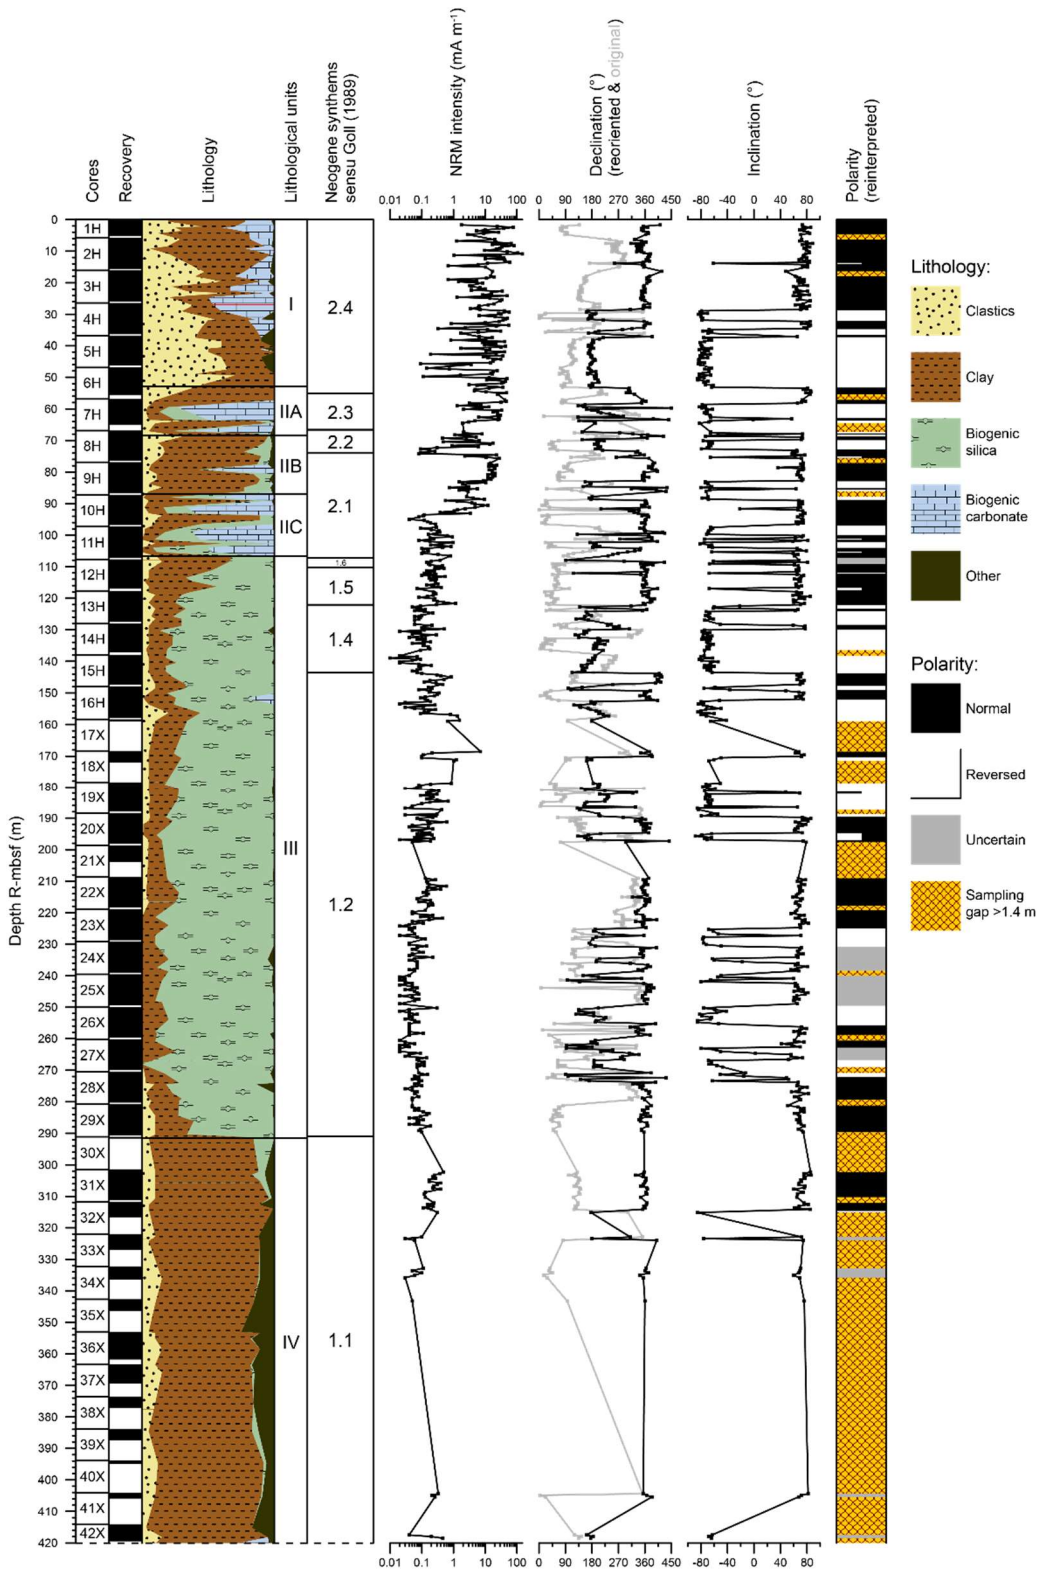 Cores
Recovery
Lithology
Lithological units
Neogene synthems
sensu Goll (1989)
NRM intensity (mA m⁻¹)
Declination (°)
(reoriented & original)
Inclination (°)
Polarity
(reinterpreted)
0.01 0.1 1 10 100
0 90 180 270 360 450
-80 -40 0 40 80
Depth R-mbsf (m)
0
10
20
30
40
50
60
70
80
90
100
110
120
130
140
150
160
170
180
190
200
210
220
230
240
250
260
270
280
290
300
310
320
330
340
350
360
370
380
390
400
410
420
1H
2H
3H
4H
5H
6H
7H
8H
9H
10H
11H
12H
13H
14H
15H
16H
17X
18X
19X
20X
21X
22X
23X
24X
25X
26X
27X
28X
29X
30X
31X
32X
33X
34X
35X
36X
37X
38X
39X
40X
41X
42X
I
IIA
IIB
IIC
III
IV
2.4
2.3
2.2
2.1
1.6
1.5
1.4
1.2
1.1
0.01 0.1 1 10 100
0 90 180 270 360 450
-80 -40 0 40 80
Lithology:
Clastics
Clay
Biogenic
silica
Biogenic
carbonate
Other
Polarity:
Normal
Reversed
Uncertain
Sampling
gap >1.4 m